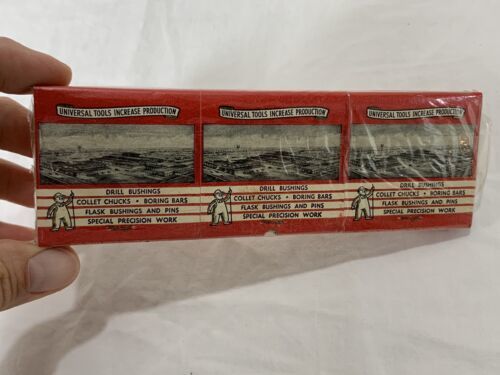 UNIVERSAL TOOLS INCREASE PRODUCTION
DRILL BUSHINGS
COLLET CHUCKS • BORING BARS
FLASK BUSHINGS AND PINS
SPECIAL PRECISION WORK
UNIVERSAL TOOLS INCREASE PRODUCTION
DRILL BUSHINGS
COLLET CHUCKS • BORING BARS
FLASK BUSHINGS AND PINS
SPECIAL PRECISION WORK
UNIVERSAL TOOLS INCREASE PRODUCTION
DRILL BUSHINGS
COLLET CHUCKS • BORING BARS
FLASK BUSHINGS AND PINS
SPECIAL PRECISION WORK